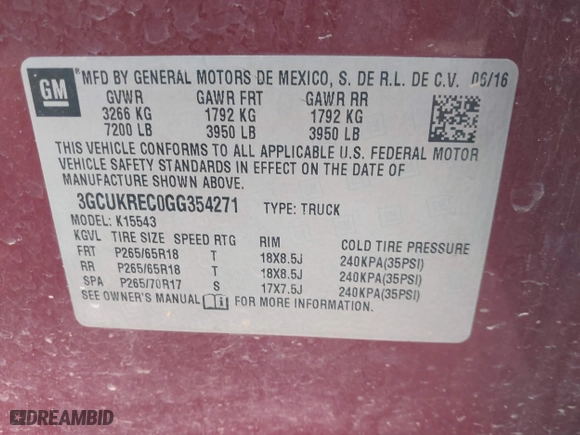 GM
MFD BY GENERAL MOTORS DE MEXICO, S. DE R.L. DE C.V. 06/16
GVWR GAWR FRT GAWR RR
3266 KG 1792 KG 1792 KG
7200 LB 3950 LB 3950 LB
THIS VEHICLE CONFORMS TO ALL APPLICABLE U.S. FEDERAL MOTOR
VEHICLE SAFETY STANDARDS IN EFFECT ON THE DATE OF
MANUFACTURE SHOWN ABOVE.
3GCUKREC0GG354271 TYPE: TRUCK
MODEL: K15543
KGVL TIRE SIZE SPEED RTG RIM COLD TIRE PRESSURE
FRT P265/65R18 T 18X8.5J 240KPA(35PSI)
RR P265/65R18 T 18X8.5J 240KPA(35PSI)
SPA P265/70R17 S 17X7.5J 240KPA(35PSI)
SEE OWNER'S MANUAL FOR MORE INFORMATION.
DREAMBID